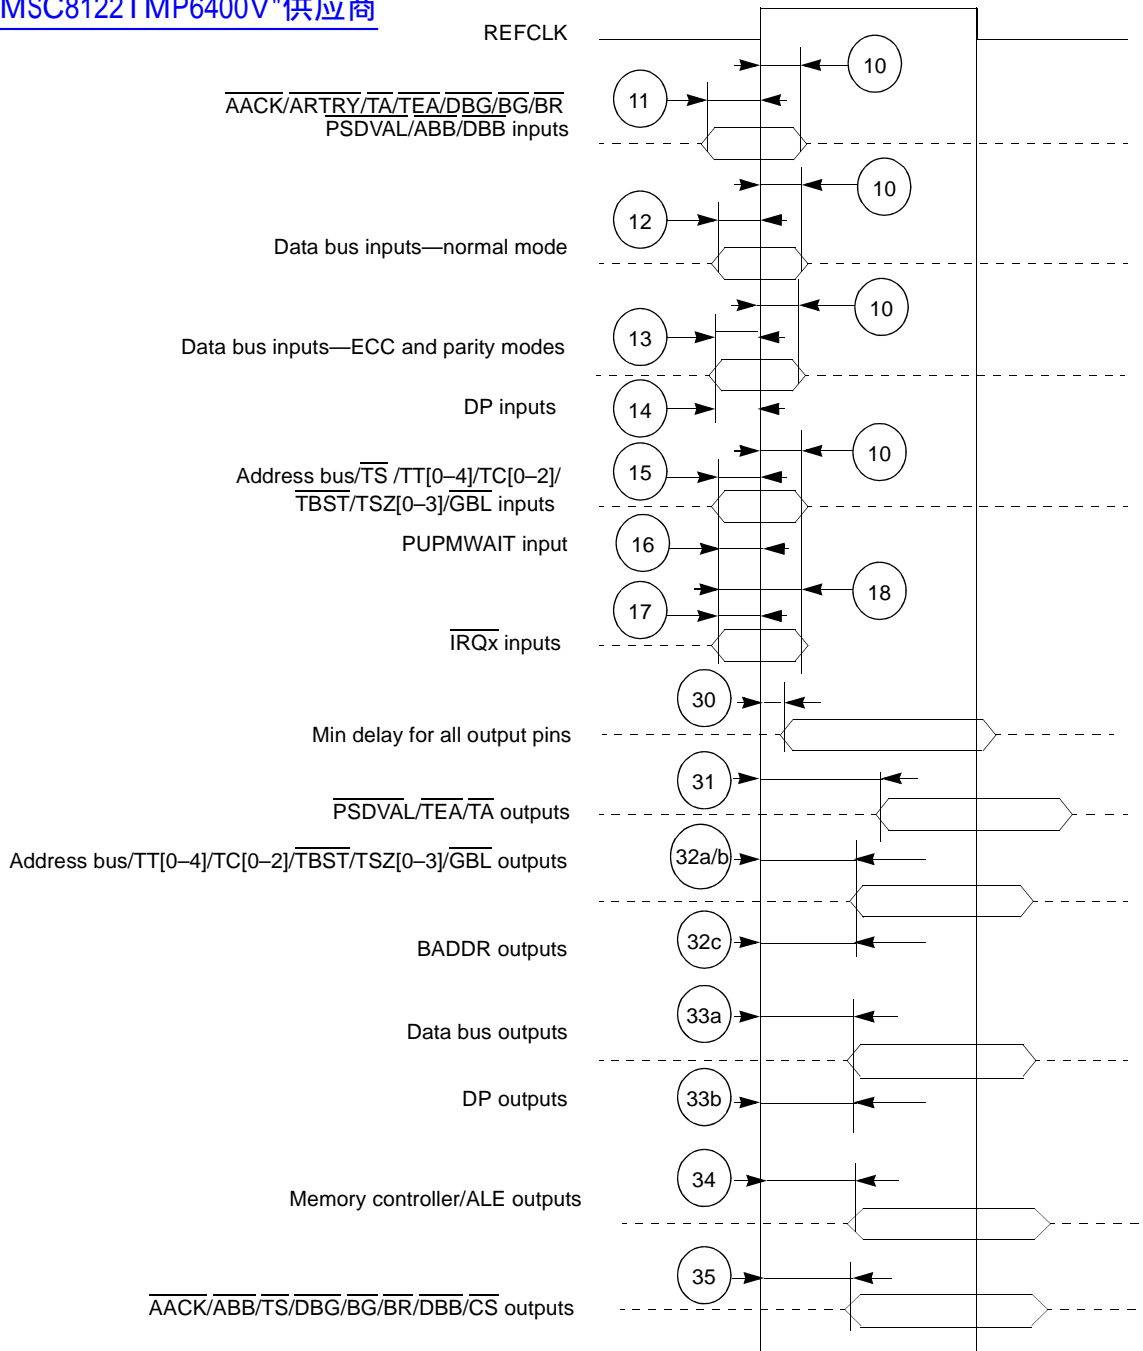 MSC8122TMP6400V"供应商
REFCLK
10
11
AACK/ARTRY/TA/TEA/DBG/BG/BR
PSDVAL/ABB/DBB inputs
10
12
Data bus inputs—normal mode
10
13
Data bus inputs—ECC and parity modes
DP inputs
14
10
15
Address bus/TS /TT[0–4]/TC[0–2]/
TBST/TSZ[0–3]/GBL inputs
PUPMWAIT input
16
18
17
IRQx inputs
30
Min delay for all output pins
31
PSDVAL/TEA/TA outputs
Address bus/TT[0–4]/TC[0–2]/TBST/TSZ[0–3]/GBL outputs
32a/b
BADDR outputs
32c
33a
Data bus outputs
DP outputs
33b
34
Memory controller/ALE outputs
35
AACK/ABB/TS/DBG/BG/BR/DBB/CS outputs